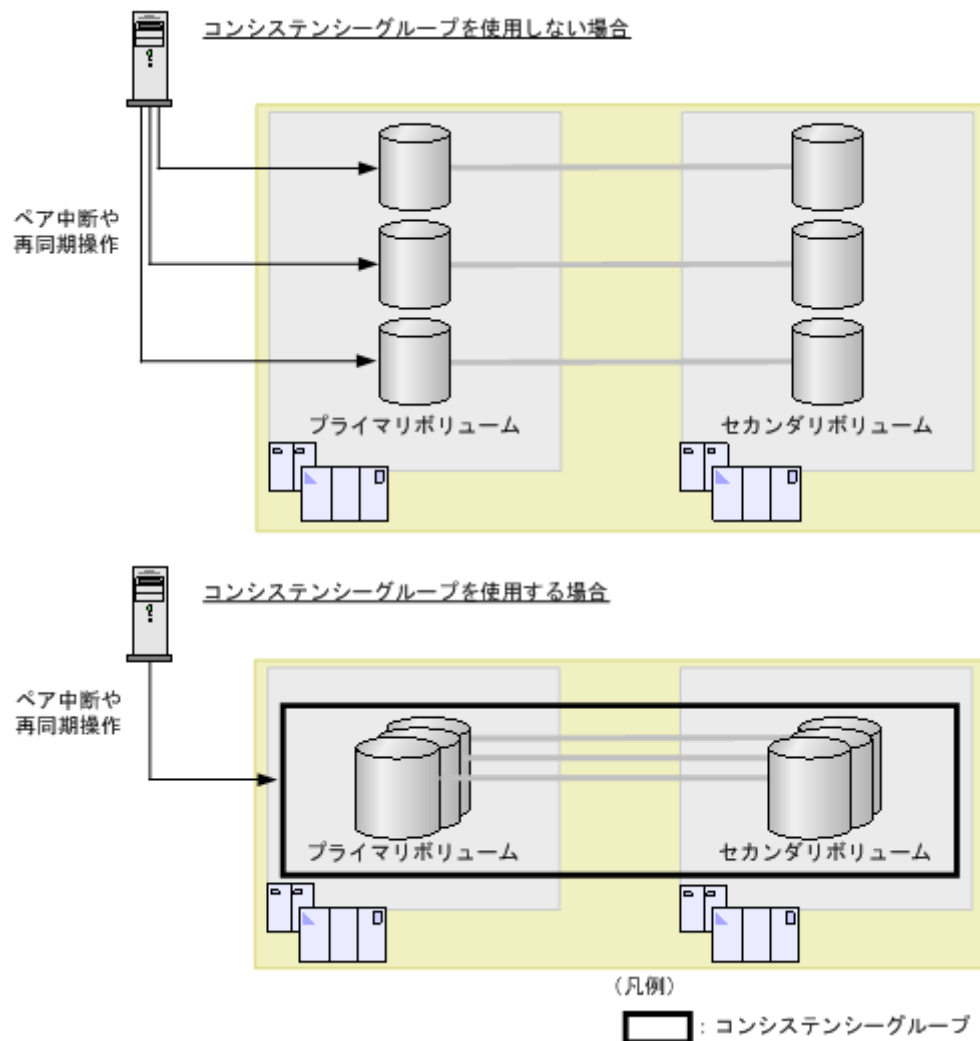 コンシステンシーグループを使用しない場合
ペア中断や
再同期操作
プライマリボリューム
セカンダリボリューム
コンシステンシーグループを使用する場合
ペア中断や
再同期操作
プライマリボリューム
セカンダリボリューム
（凡例）
：コンシステンシーグループ